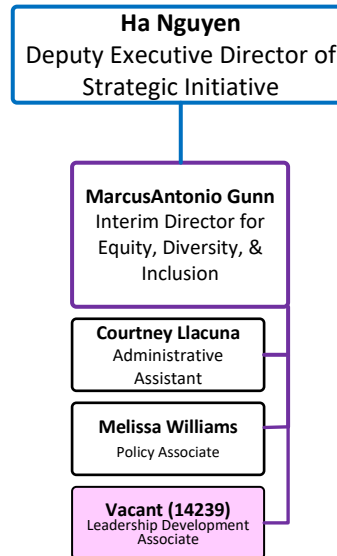 Ha Nguyen
Deputy Executive Director of
Strategic Initiative
MarcusAntonio Gunn
Interim Director for
Equity, Diversity, &
Inclusion
Courtney Llacuna
Administrative
Assistant
Melissa Williams
Policy Associate
Vacant (14239)
Leadership Development
Associate